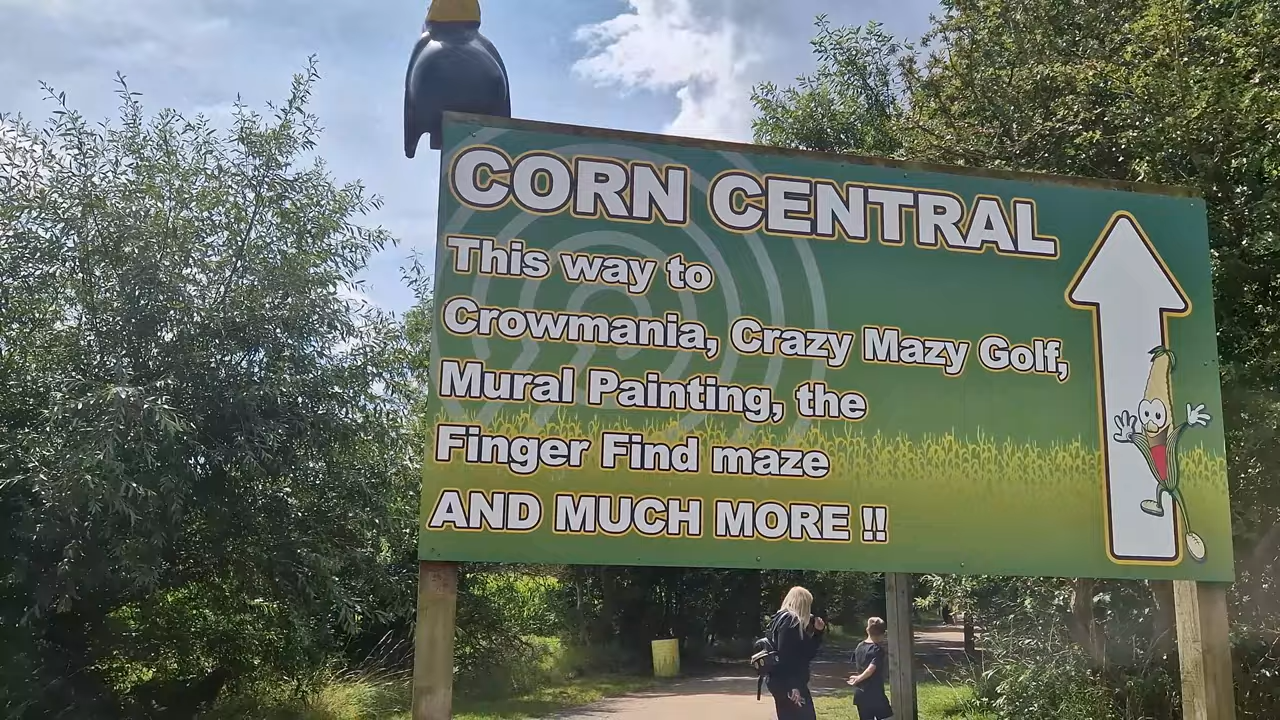 CORN CENTRAL
This way to
Crowmania, Crazy Mazy Golf,
Mural Painting, the
Finger Find maze
AND MUCH MORE !!